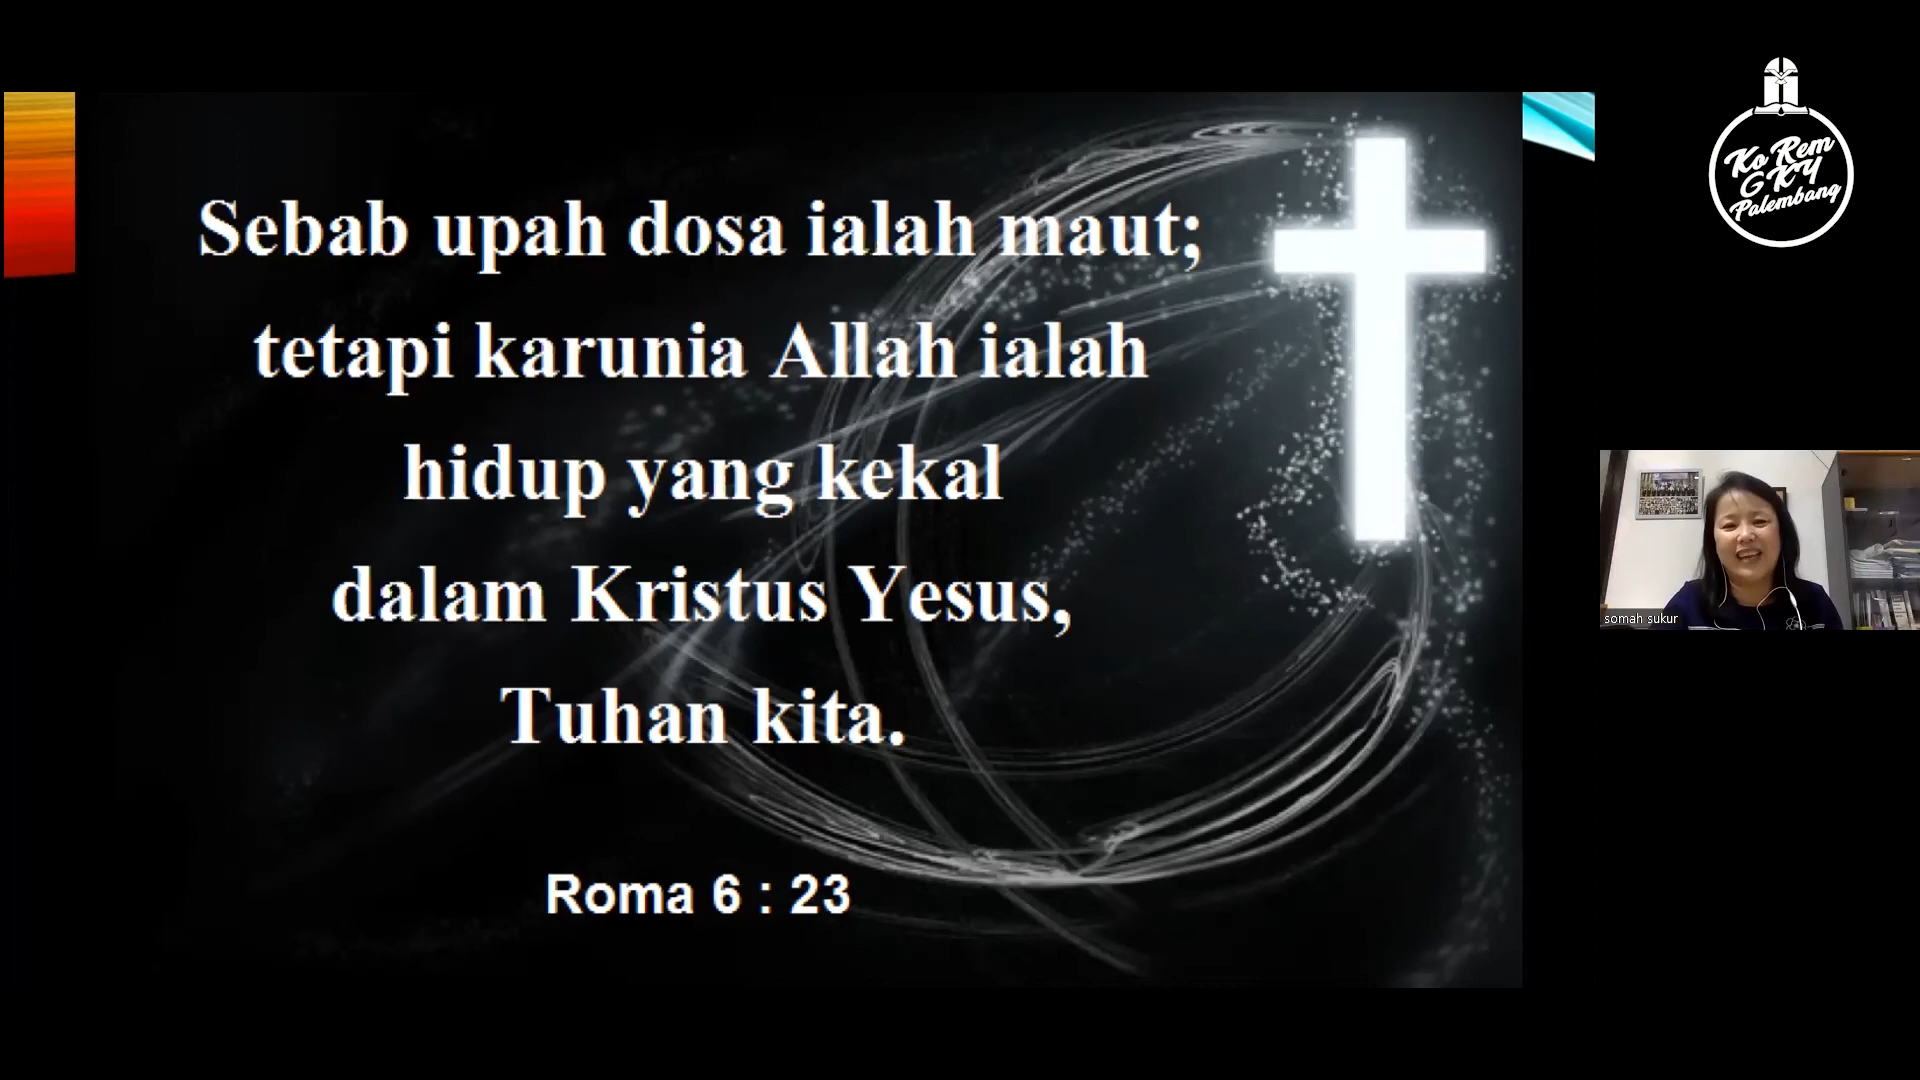 Sebab upah dosa ialah maut;
tetapi karunia Allah ialah
hidup yang kekal
dalam Kristus Yesus,
Tuhan kita.
Roma 6 : 23
Ko Rem
GKY
Palembang
somah sukur